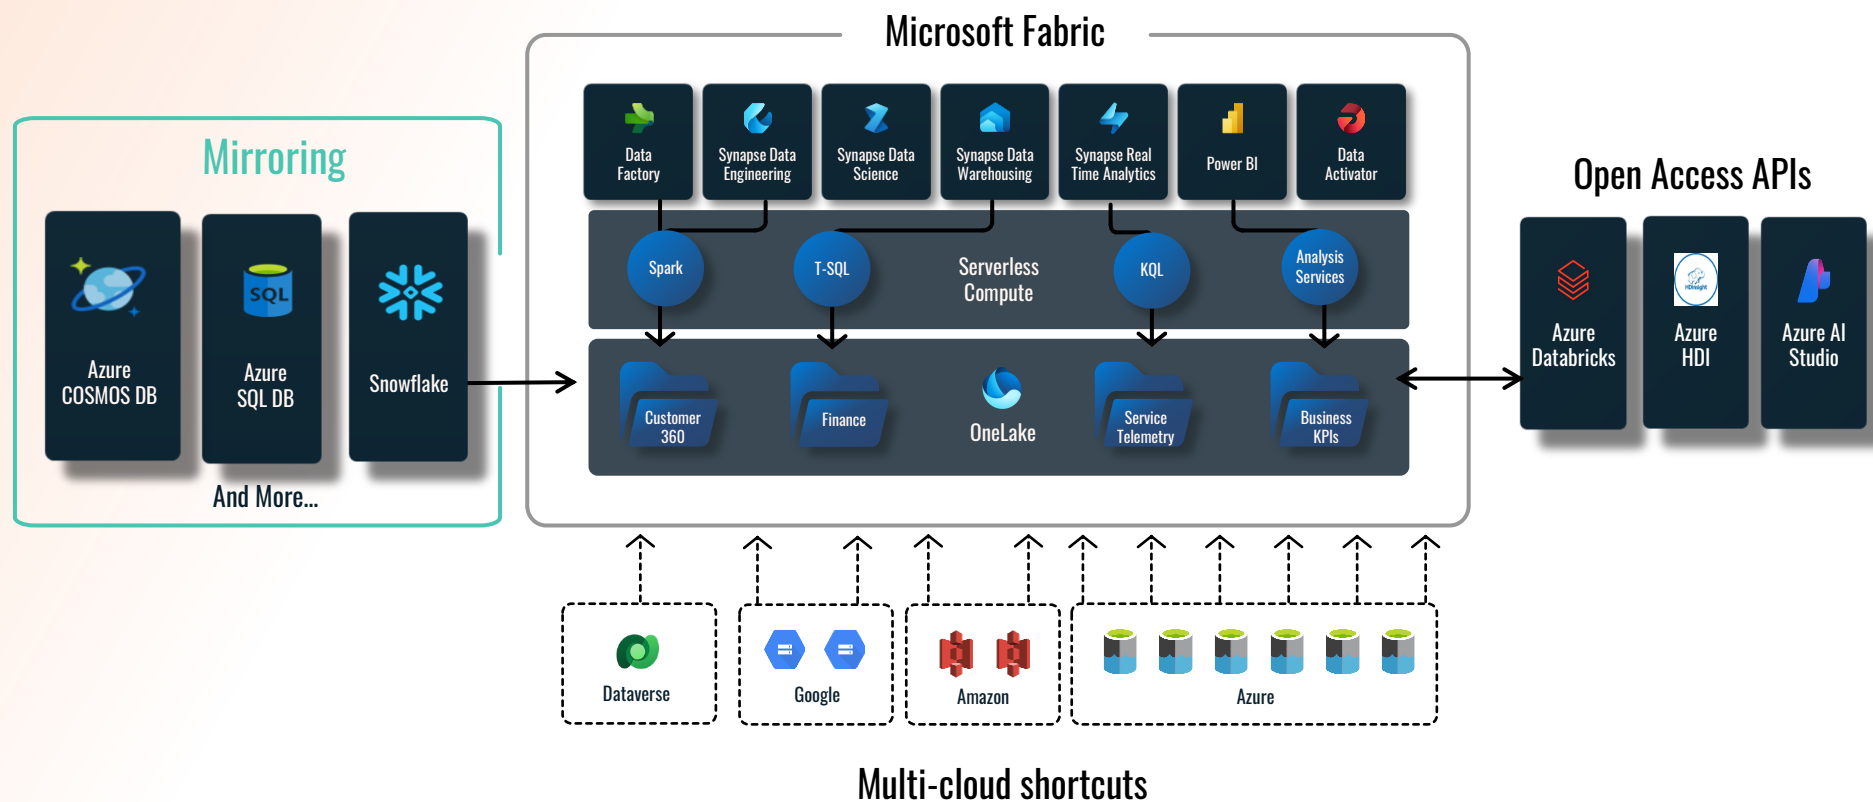 Microsoft Fabric
Mirroring
Azure
COSMOS DB
SQL
Azure
SQL DB
Snowflake
And More...
Data
Factory
Synapse Data
Engineering
Synapse Data
Science
Synapse Data
Warehousing
Synapse Real
Time Analytics
Power BI
Data
Activator
Spark
T-SQL
Serverless
Compute
KQL
Analysis
Services
Customer
360
Finance
OneLake
Service
Telemetry
Business
KPIs
Open Access APIs
Azure
Databricks
HDInsight
Azure
HDI
Azure AI
Studio
Dataverse
Google
Amazon
Azure
Multi-cloud shortcuts